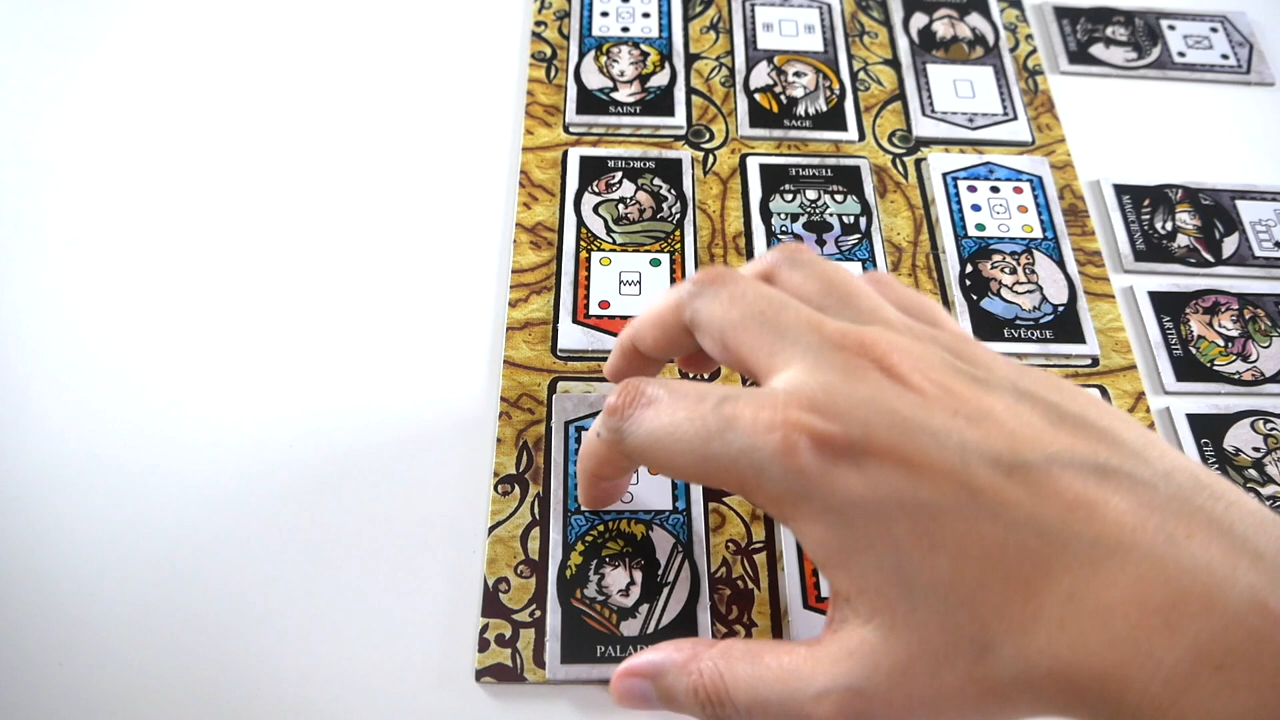 SAINT
SAGE
SORCIER
TEMPLE
ÉVÊQUE
MAGICIENNE
ARTISTE